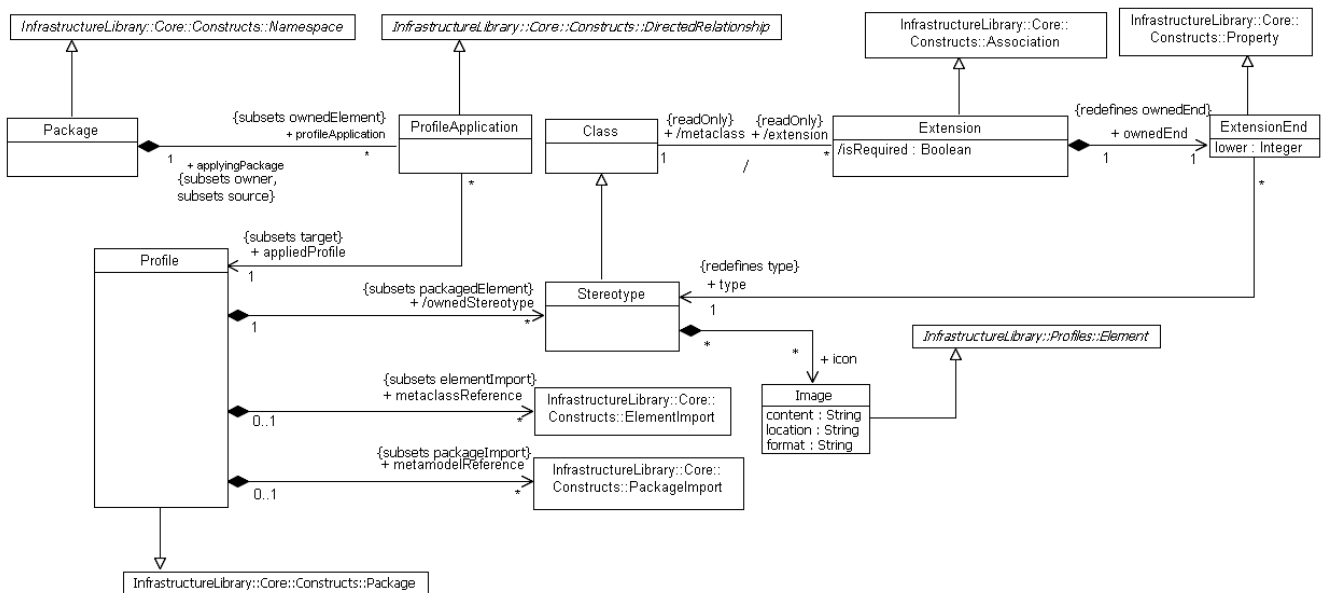 InfrastructureLibrary::Core::Constructs::Namespace
InfrastructureLibrary::Core::Constructs::DirectedRelationship
InfrastructureLibrary::Core::
Constructs::Association
InfrastructureLibrary::Core::
Constructs::Property
Package
1
+ applyingPackage
{subsets owner,
subsets source}
{subsets ownedElement}
+ profileApplication
*
ProfileApplication
*
Class
1
{readOnly}
+ /metaclass
/
{readOnly}
+ /extension
*
Extension
/isRequired : Boolean
1
{redefines ownedEnd}
+ ownedEnd
1
ExtensionEnd
lower : Integer
*
Profile
{subsets target}
+ appliedProfile
1
1
{subsets packagedElement}
+ /ownedStereotype
*
Stereotype
{redefines type}
+ type
1
*
*
+ icon
InfrastructureLibrary::Profiles::Element
Image
content : String
location : String
format : String
{subsets elementImport}
+ metaclassReference
0..1
*
InfrastructureLibrary::Core::
Constructs::ElementImport
{subsets packageImport}
+ metamodelReference
0..1
*
InfrastructureLibrary::Core::
Constructs::PackageImport
InfrastructureLibrary::Core::Constructs::Package